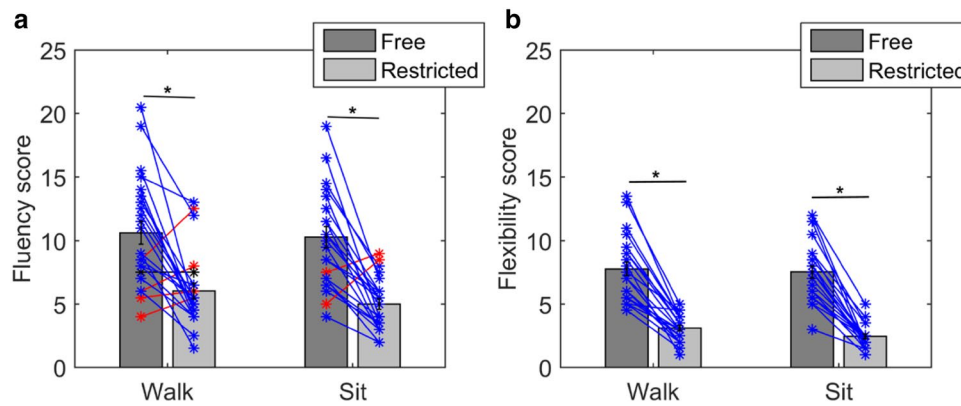 a
Free
Restricted
Fluency score
25
20
15
10
5
0
*
*
Walk
Sit
b
Free
Restricted
Flexibility score
25
20
15
10
5
0
*
*
Walk
Sit